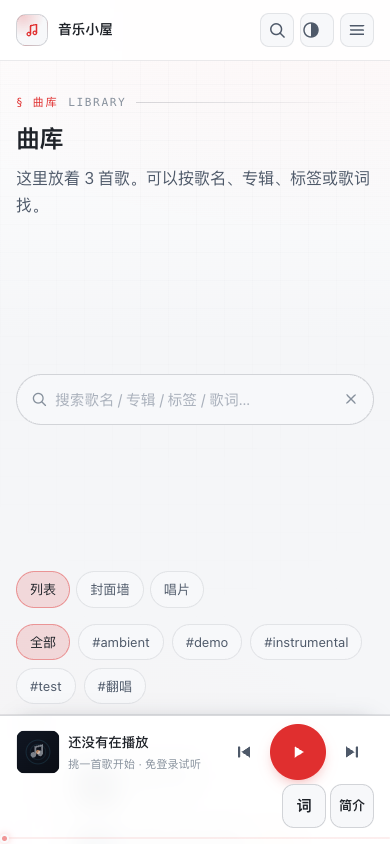 音乐小屋
§ 曲库 LIBRARY
曲库
这里放着 3 首歌。可以按歌名、专辑、标签或歌词
找。
搜索歌名 / 专辑 / 标签 / 歌词...
列表 封面墙 唱片
全部 #ambient #demo #instrumental
#test #翻唱
还没有在播放
挑一首歌开始 · 免登录试听
词 简介